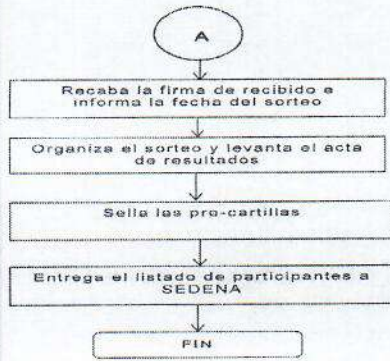 A
Recaba la firma de recibido e
informa la fecha del sorteo
Organiza el sorteo y levanta el acta
de resultados
Sella las pre-cartillas
Entrega el listado de participantes a
SEDENA
FIN